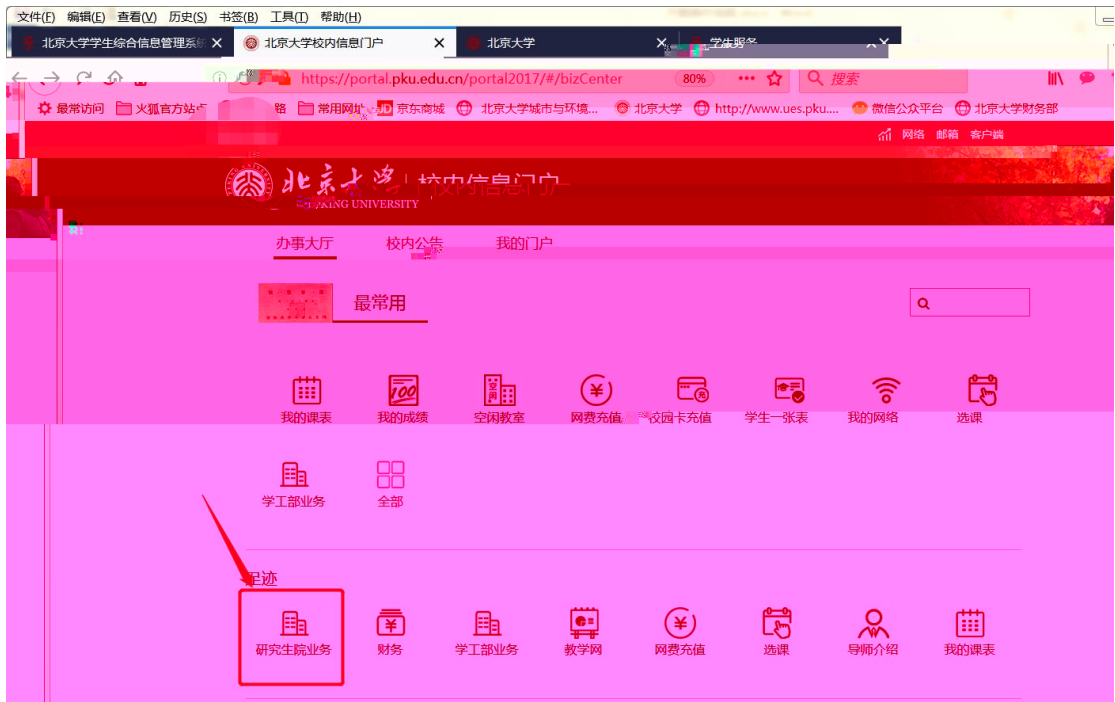 文件(F) 编辑(E) 查看(V) 历史(S) 书签(B) 工具(T) 帮助(H)
北京大学学生综合信息管理系统 北京大学校内信息门户 北京大学 学生服务
https://portal.pku.edu.cn/portal2017/#/bizCenter 80% 搜索
最常访问 火狐官方站点 常用网址 JD 京东商城 北京大学城市与环境... 北京大学 http://www.ues.pku.... 微信公众平台 北京大学财务部
网络 邮箱 客户端
北京大学 校内信息门户
PEKING UNIVERSITY
办事大厅 校内公告 我的门户
最常用
我的课表 我的成绩 空闲教室 网费充值 校园卡充值 学生一张表 我的网络 选课
学工部业务 全部
足迹
研究生院业务 财务 学工部业务 教学网 网费充值 选课 导师介绍 我的课表